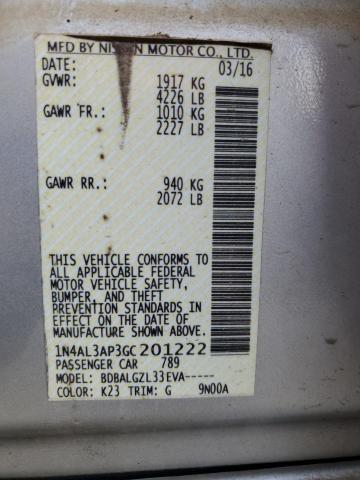 MFD BY NISSAN MOTOR CO., LTD.
DATE: 03/16
GVWR: 1917 KG
4226 LB
GAWR FR.: 1010 KG
2227 LB
GAWR RR.: 940 KG
2072 LB
THIS VEHICLE CONFORMS TO
ALL APPLICABLE FEDERAL
MOTOR VEHICLE SAFETY,
BUMPER, AND THEFT
PREVENTION STANDARDS IN
EFFECT ON THE DATE OF
MANUFACTURE SHOWN ABOVE.
1N4AL3AP3GC201222
PASSENGER CAR 789
MODEL: BDBALGZL33EVA-----
COLOR: K23 TRIM: G 9N00A